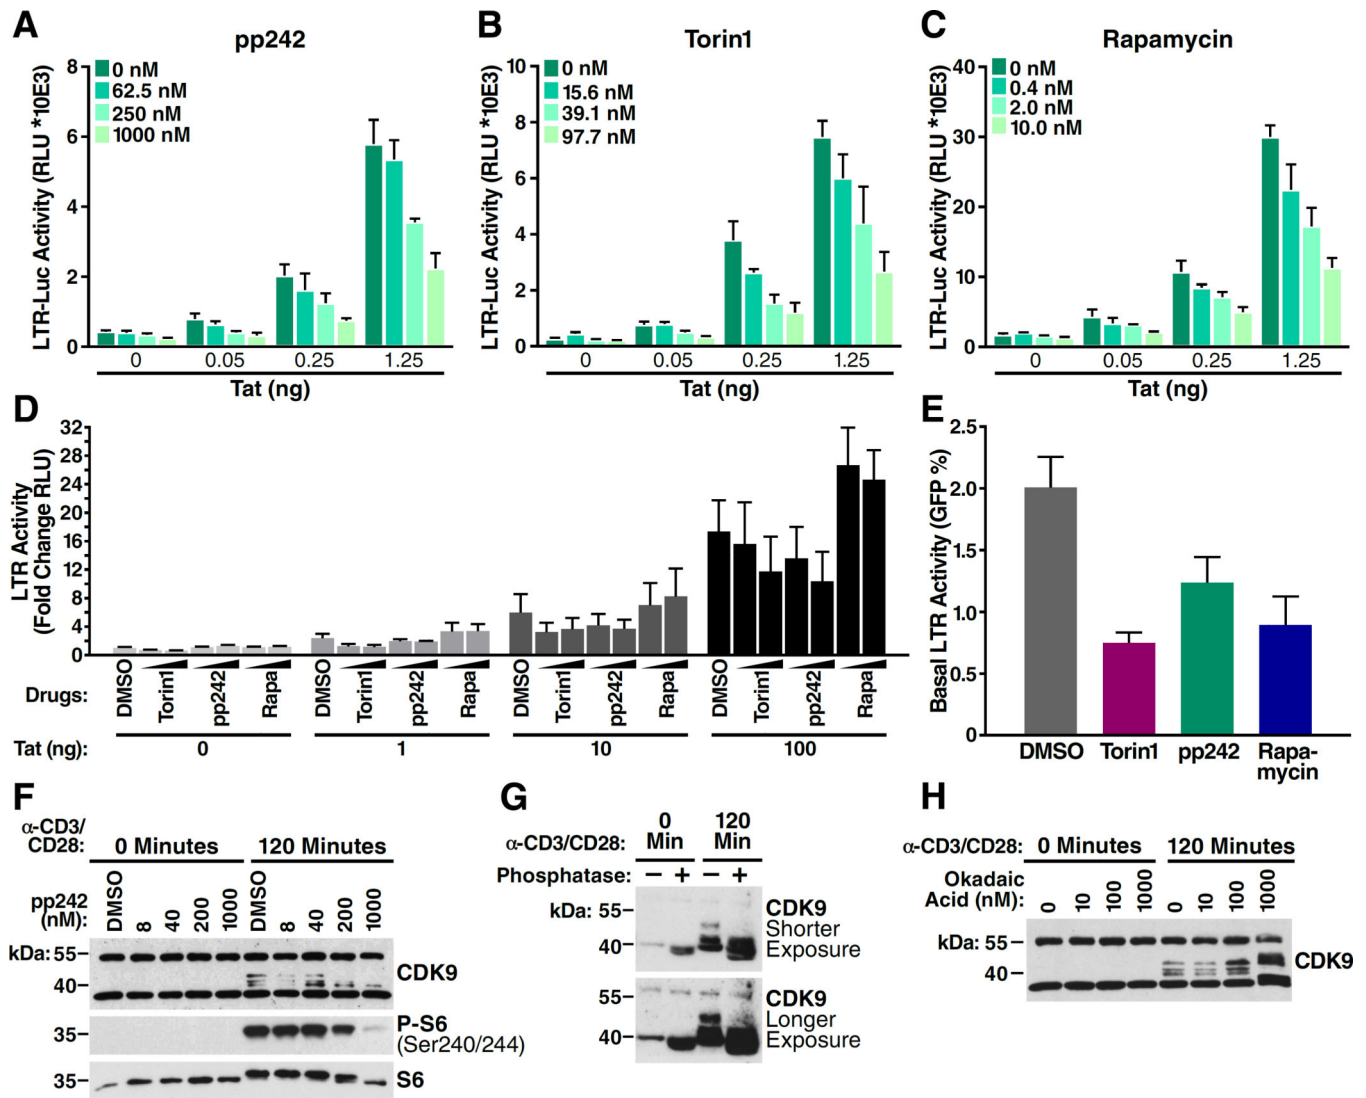 A
pp242
LTR-Luc Activity (RLU *10E3)
8
6
4
2
0
0 nM
62.5 nM
250 nM
1000 nM
0 0.05 0.25 1.25
Tat (ng)
B
Torin1
LTR-Luc Activity (RLU *10E3)
10
8
6
4
2
0
0 nM
15.6 nM
39.1 nM
97.7 nM
0 0.05 0.25 1.25
Tat (ng)
C
Rapamycin
LTR-Luc Activity (RLU *10E3)
40
30
20
10
0
0 nM
0.4 nM
2.0 nM
10.0 nM
0 0.05 0.25 1.25
Tat (ng)
D
LTR Activity
(Fold Change RLU)
32
28
24
20
16
12
8
4
0
Drugs: DMSO Torin1 pp242 Rapa DMSO Torin1 pp242 Rapa DMSO Torin1 pp242 Rapa DMSO Torin1 pp242 Rapa
Tat (ng): 0 1 10 100
E
Basal LTR Activity (GFP %)
2.5
2.0
1.5
1.0
0.5
0
DMSO Torin1 pp242 Rapa-
mycin
F
α-CD3/
CD28: 0 Minutes 120 Minutes
pp242
(nM): DMSO 8 40 200 1000 DMSO 8 40 200 1000
kDa: 55
CDK9
40
35
P-S6
(Ser240/244)
35
S6
G
α-CD3/CD28: 0 Min 120 Min
Phosphatase: − + − +
kDa: 55
40
CDK9
Shorter
Exposure
55
40
CDK9
Longer
Exposure
H
α-CD3/CD28: 0 Minutes 120 Minutes
Okadaic
Acid (nM): 0 10 100 1000 0 10 100 1000
kDa: 55
40
CDK9